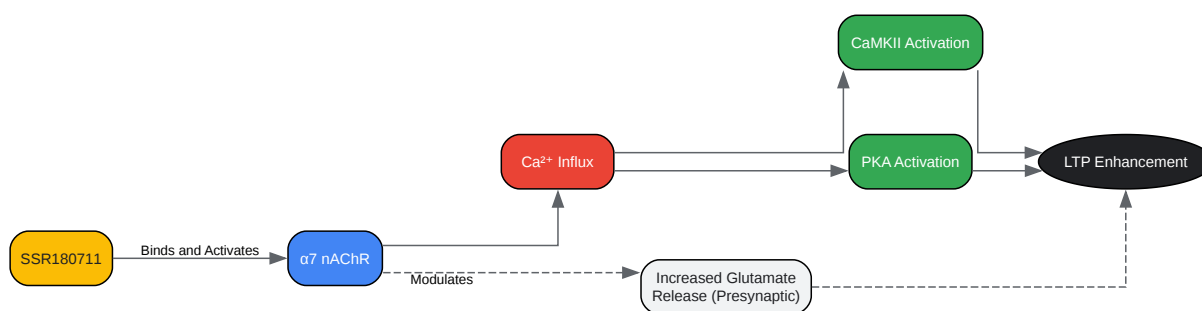 CaMKII Activation
Ca²⁺ Influx
PKA Activation
LTP Enhancement
SSR180711
Binds and Activates
α7 nAChR
Modulates
Increased Glutamate
Release (Presynaptic)